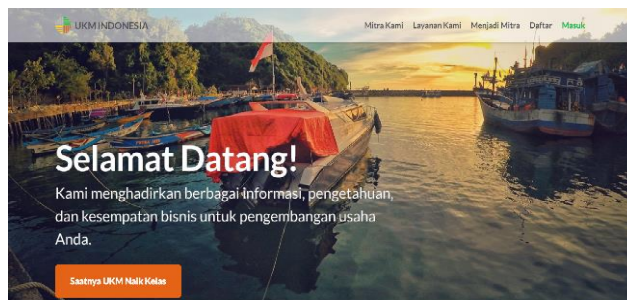 UKM INDONESIA
Mitra Kami Layanan Kami Menjadi Mitra Daftar Masuk
Selamat Datang!
Kami menghadirkan berbagai Informasi, pengetahuan,
dan kesempatan bisnis untuk pengembangan usaha
Anda.
Saatnya UKM Naik Kelas